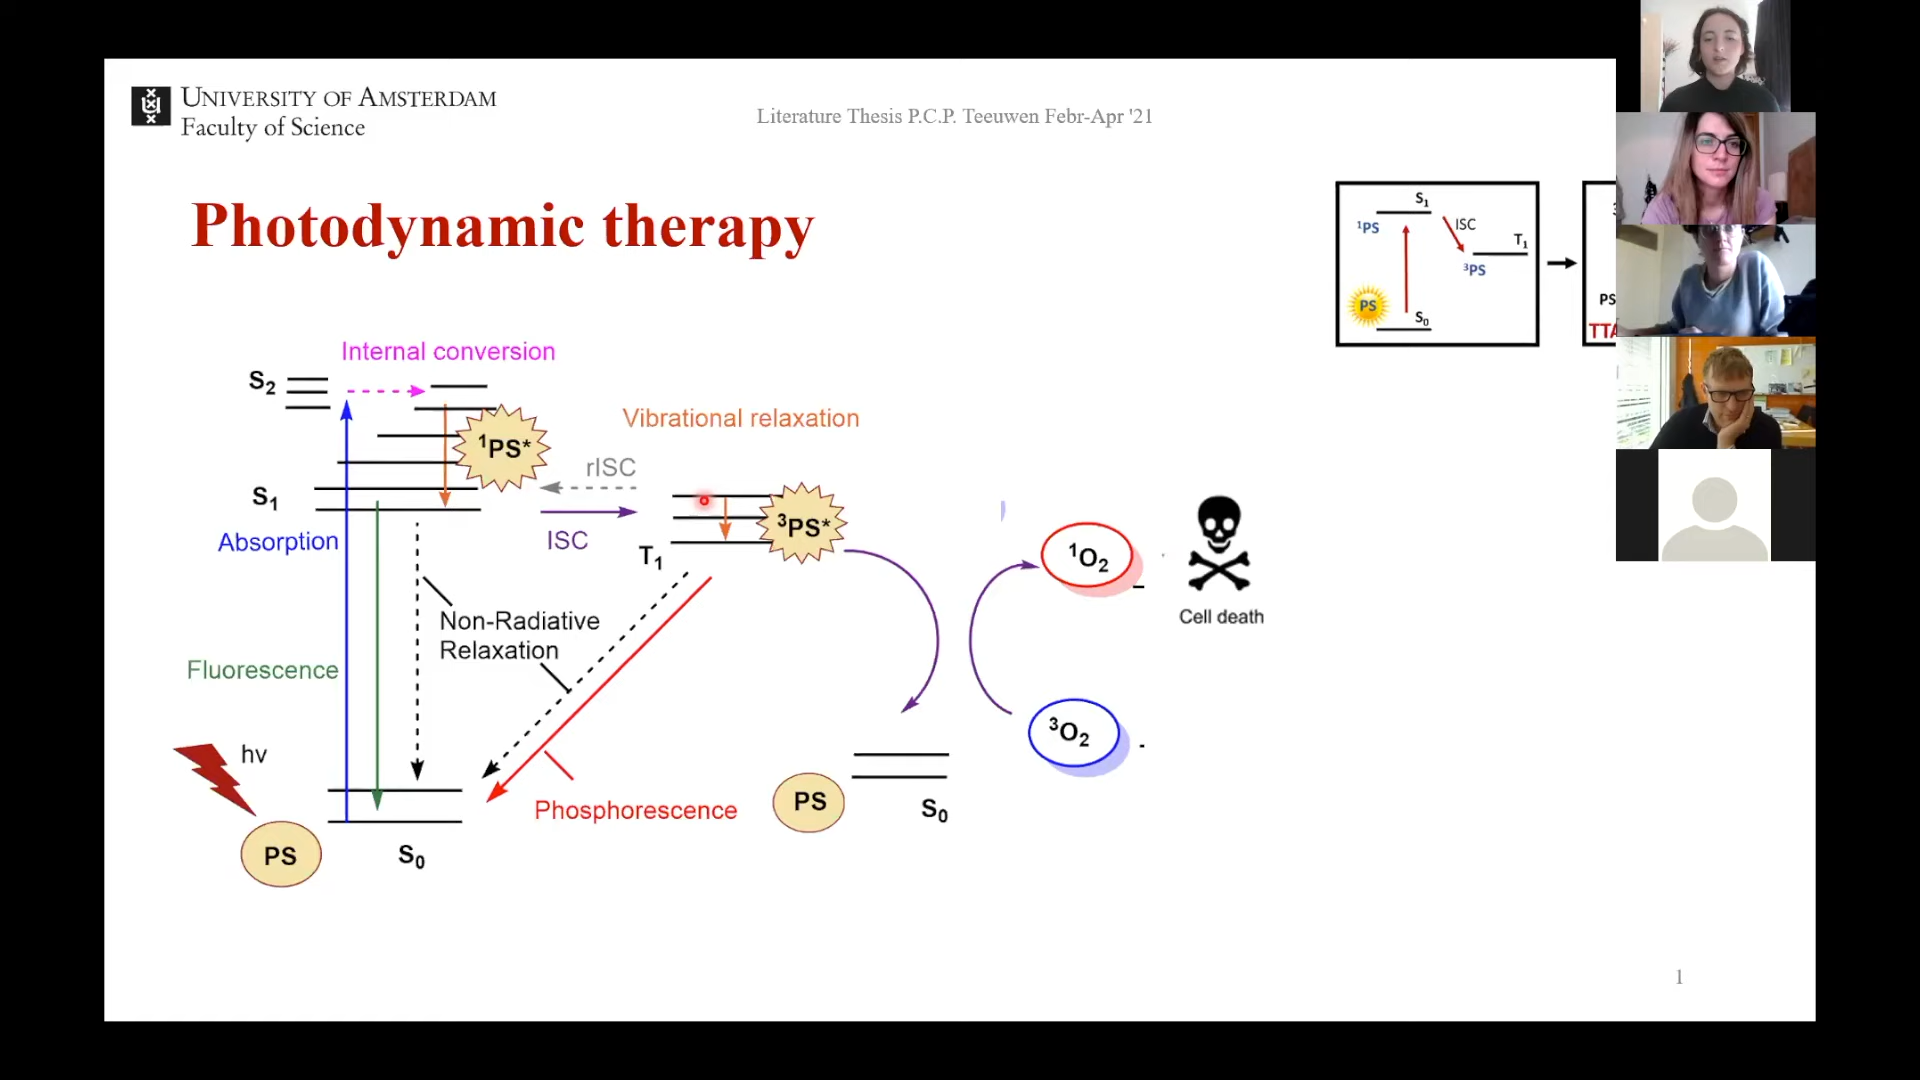 UNIVERSITY OF AMSTERDAM
Faculty of Science
Literature Thesis P.C.P. Teeuwen Febr-Apr '21
Photodynamic therapy
S1
1PS
ISC
T1
3PS
PS
S0
PS
TTA
Internal conversion
S2
Vibrational relaxation
1PS*
rISC
S1
ISC
3PS*
T1
Absorption
1O2
Cell death
Non-Radiative
Relaxation
Fluorescence
3O2
hv
Phosphorescence
PS
S0
PS
S0
1